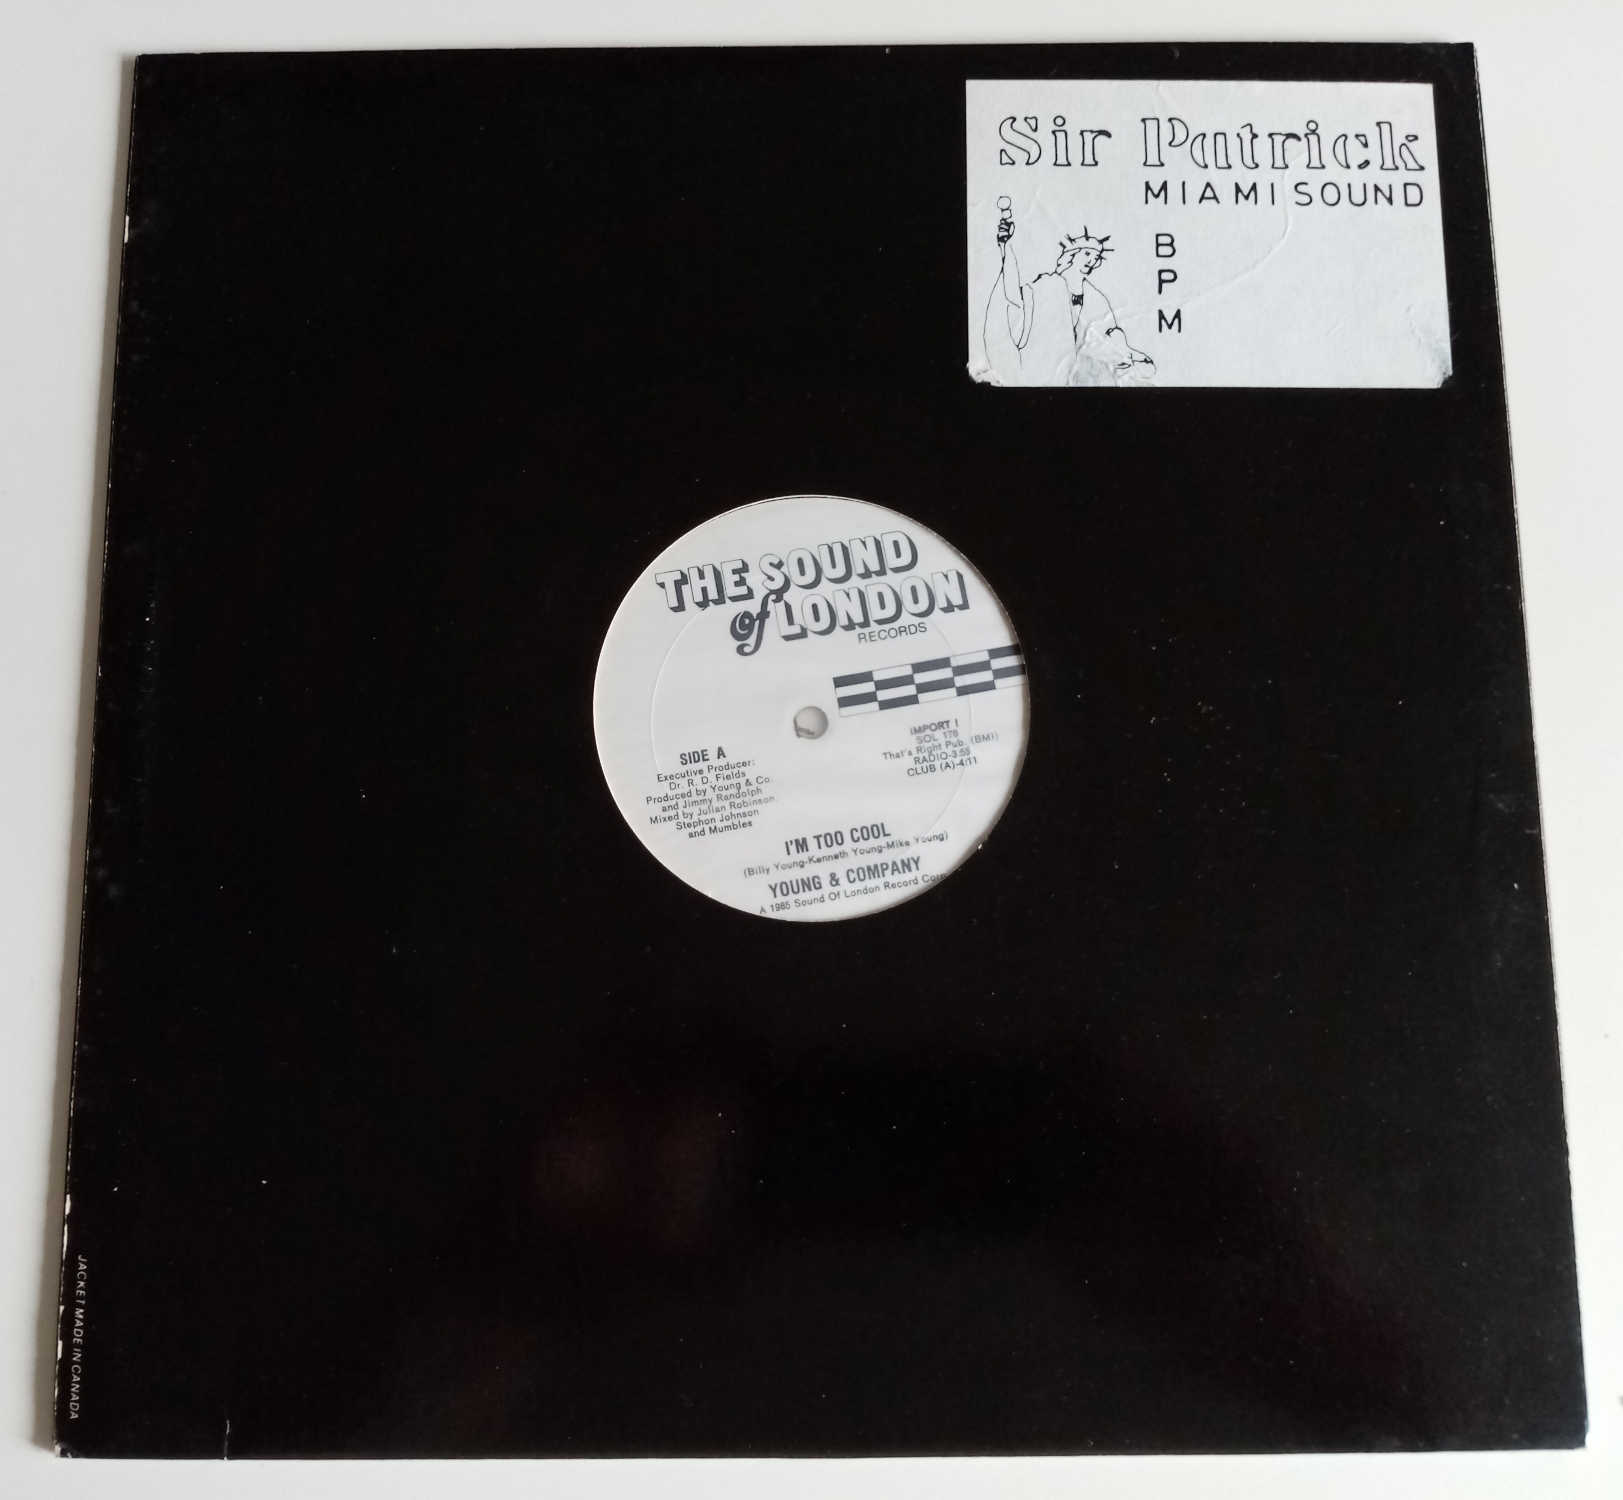 Sir Patrick
MIAMI SOUND
B
P
M
THE SOUND
of LONDON
RECORDS
IMPORT !
SOL 178
That's Right Pub. (BMI)
RADIO-3:55
CLUB (A)-4:11
SIDE A
Executive Producer:
Dr. R. D. Fields
Produced by Young & Co.
and Jimmy Randolph
Mixed by Julian Robinson,
Stephon Johnson
and Mumbles
I'M TOO COOL
(Billy Young-Kenneth Young-Mike Young)
YOUNG & COMPANY
A 1985 Sound Of London Record Corp
JACKET MADE IN CANADA